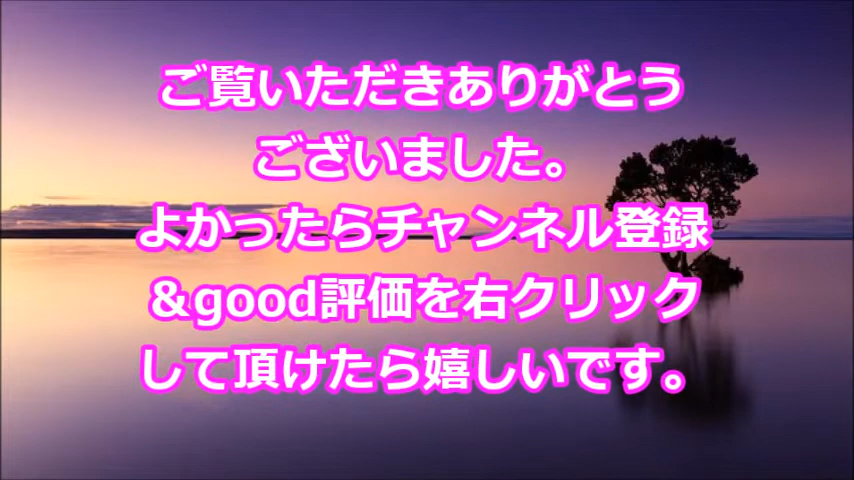 ご覧いただきありがとう
ございました。
よかったらチャンネル登録
＆good評価を右クリック
して頂けたら嬉しいです。